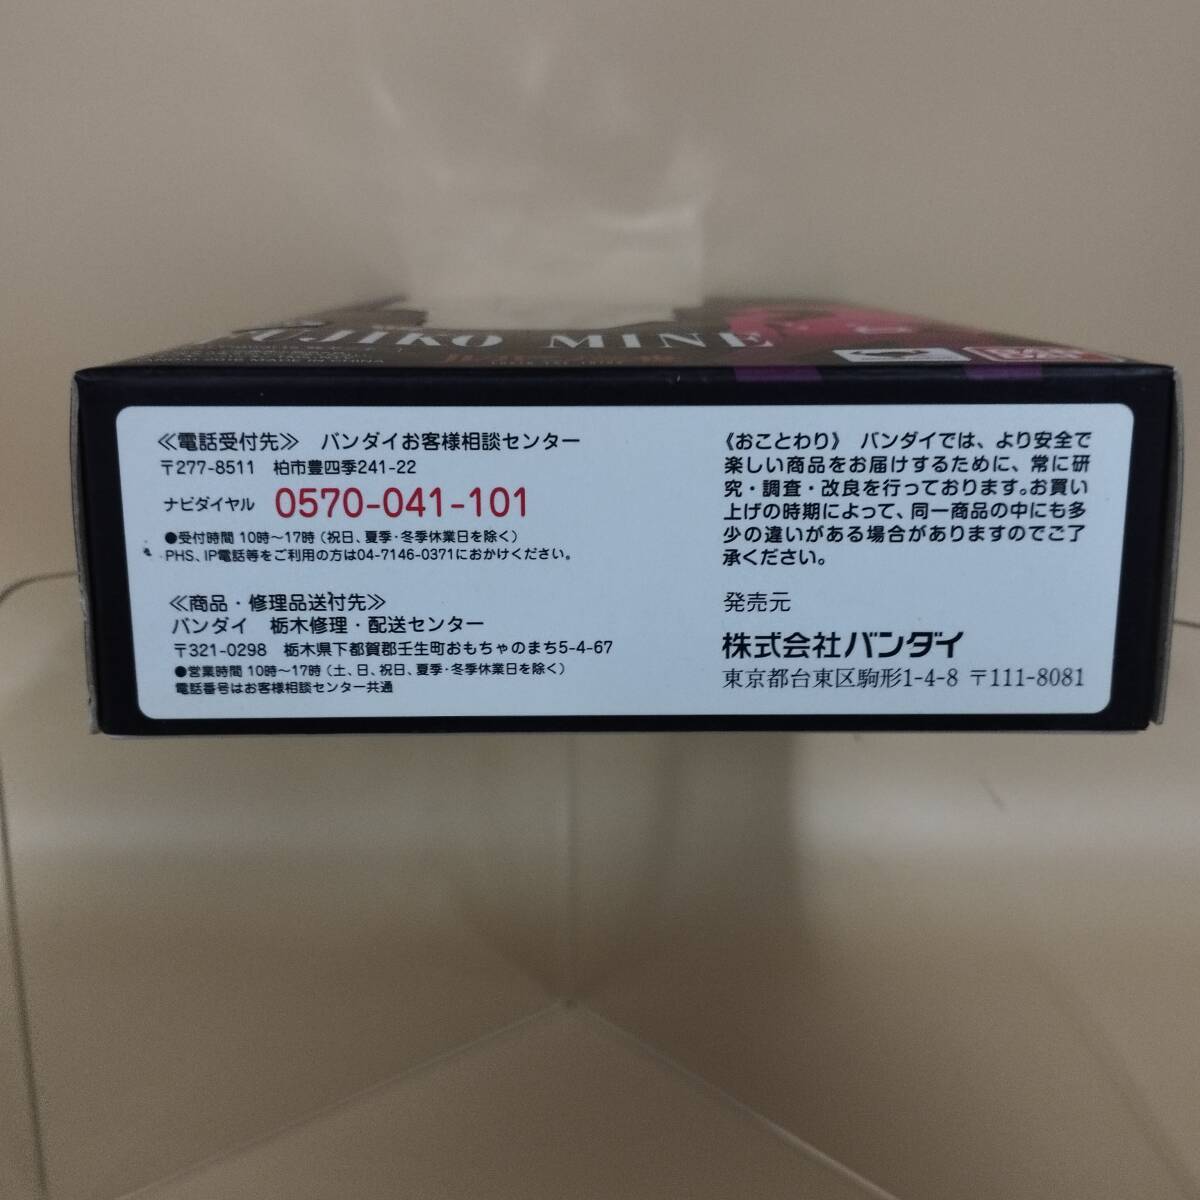 UJIKO MINE
≪電話受付先≫ バンダイお客様相談センター
〒277-8511 柏市豊四季241-22
ナビダイヤル 0570-041-101
●受付時間 10時～17時（祝日、夏季・冬季休業日を除く）
PHS、IP電話等をご利用の方は04-7146-0371におかけください。
≪商品・修理品送付先≫
バンダイ 栃木修理・配送センター
〒321-0298 栃木県下都賀郡壬生町おもちゃのまち5-4-67
●営業時間 10時～17時（土、日、祝日、夏季・冬季休業日を除く）
電話番号はお客様相談センター共通
《おことわり》 バンダイでは、より安全で
楽しい商品をお届けするために、常に研
究・調査・改良を行っております。お買い
上げの時期によって、同一商品の中にも多
少の違いがある場合がありますのでご了
承ください。
発売元
株式会社バンダイ
東京都台東区駒形1-4-8 〒111-8081